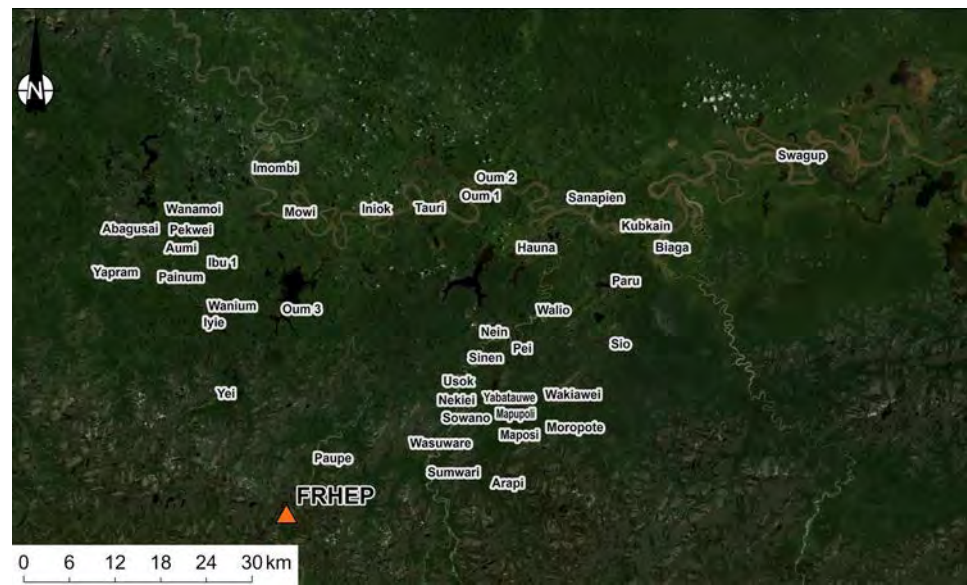 N
Imombi
Swagup
Oum 2
Oum 1
Sanapien
Wanamoi
Mowi
Iniok
Tauri
Abagusai
Pekwei
Kubkain
Aumi
Hauna
Biaga
Ibu 1
Yapram
Painum
Paru
Wanium
Oum 3
Walio
Iyie
Nein
Pei
Sio
Sinen
Usok
Yei
Nekiei
Yabatauwe
Wakiawei
Sowano
Mapupoli
Maposi
Moropote
Wasuware
Paupe
Sumwari
Arapi
FRHEP
0 6 12 18 24 30 km